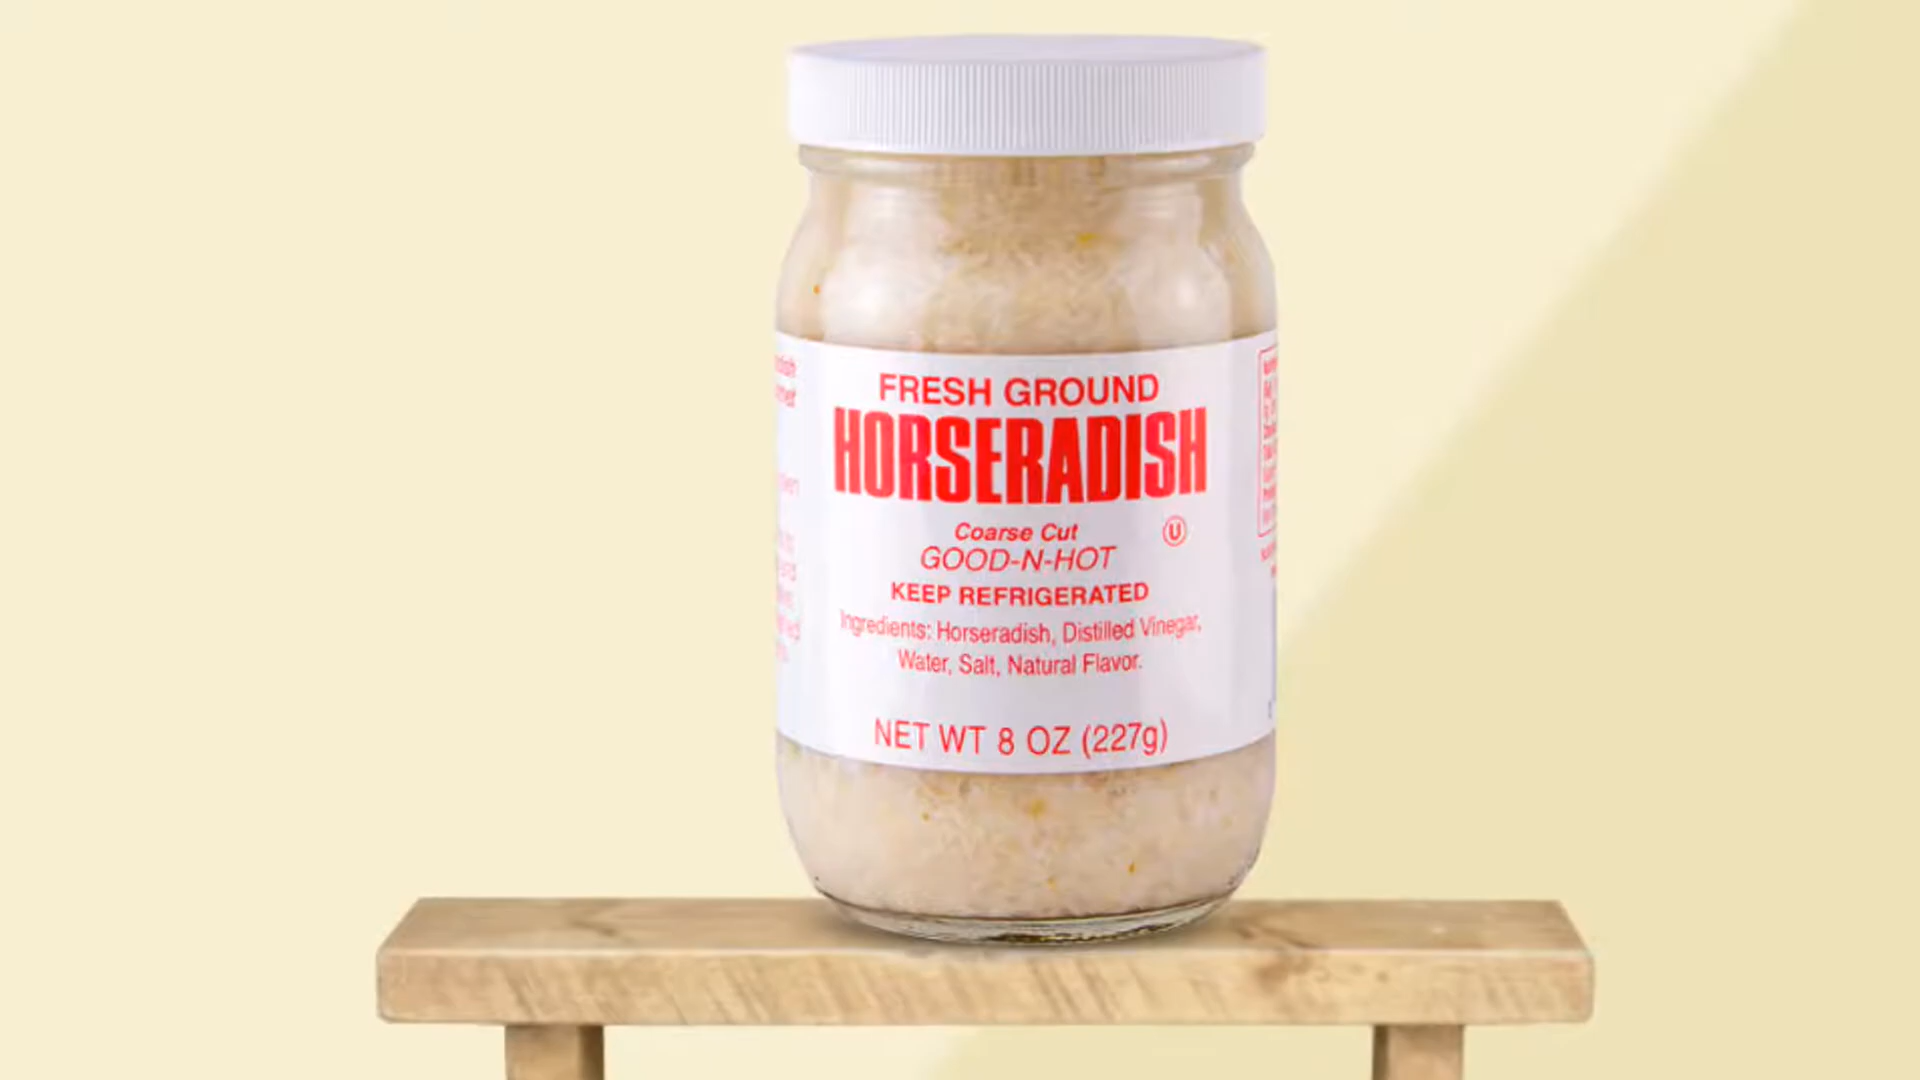 FRESH GROUND
HORSERADISH
Coarse Cut
U
GOOD-N-HOT
KEEP REFRIGERATED
Ingredients: Horseradish, Distilled Vinegar,
Water, Salt, Natural Flavor.
NET WT 8 OZ (227g)